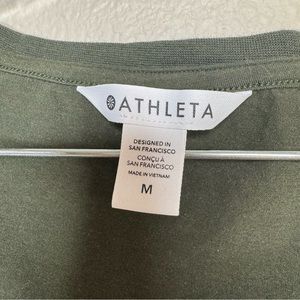 ATHLETA
DESIGNED IN
SAN FRANCISCO
CONÇU À
SAN FRANCISCO
MADE IN VIETNAM
M